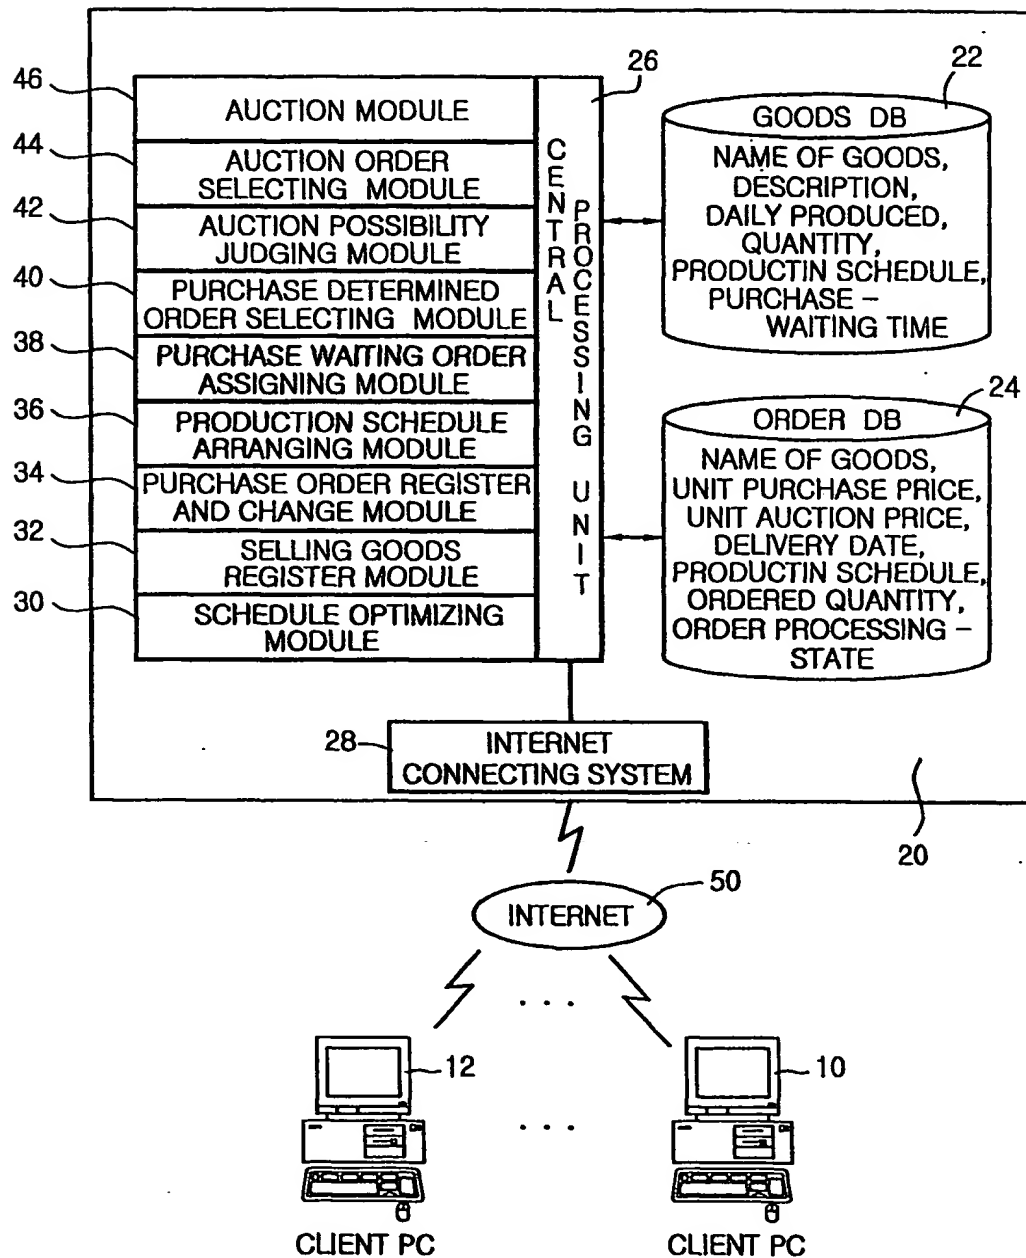 46
AUCTION MODULE
44
AUCTION ORDER
SELECTING MODULE
42
AUCTION POSSIBILITY
JUDGING MODULE
40
PURCHASE DETERMINED
ORDER SELECTING MODULE
38
PURCHASE WAITING ORDER
ASSIGNING MODULE
36
PRODUCTION SCHEDULE
ARRANGING MODULE
34
PURCHASE ORDER REGISTER
AND CHANGE MODULE
32
SELLING GOODS
REGISTER MODULE
30
SCHEDULE OPTIMIZING
MODULE
26
CENTRAL
PROCESSING UNIT
22
GOODS DB
NAME OF GOODS,
DESCRIPTION,
DAILY PRODUCED,
QUANTITY,
PRODUCTIN SCHEDULE,
PURCHASE –
WAITING TIME
24
ORDER DB
NAME OF GOODS,
UNIT PURCHASE PRICE,
UNIT AUCTION PRICE,
DELIVERY DATE,
PRODUCTIN SCHEDULE,
ORDERED QUANTITY,
ORDER PROCESSING –
STATE
28
INTERNET
CONNECTING SYSTEM
20
50
INTERNET
. . .
12
10
. . .
CLIENT PC
CLIENT PC